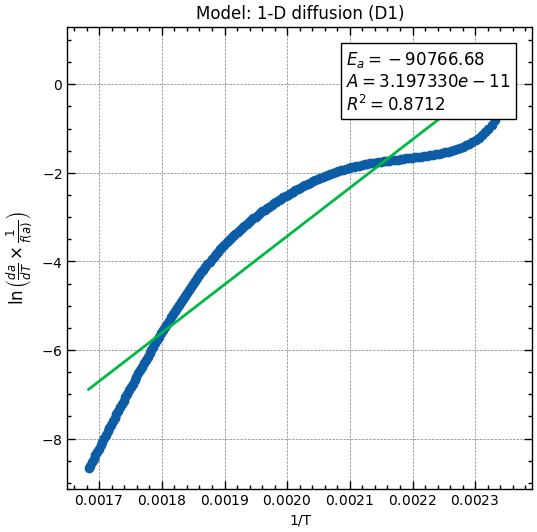 Model: 1-D diffusion (D1)
E_a = −90766.68
A = 3.197330e − 11
R² = 0.8712
ln(da/dT × 1/f(a))
0
−2
−4
−6
−8
0.0017 0.0018 0.0019 0.0020 0.0021 0.0022 0.0023
1/T